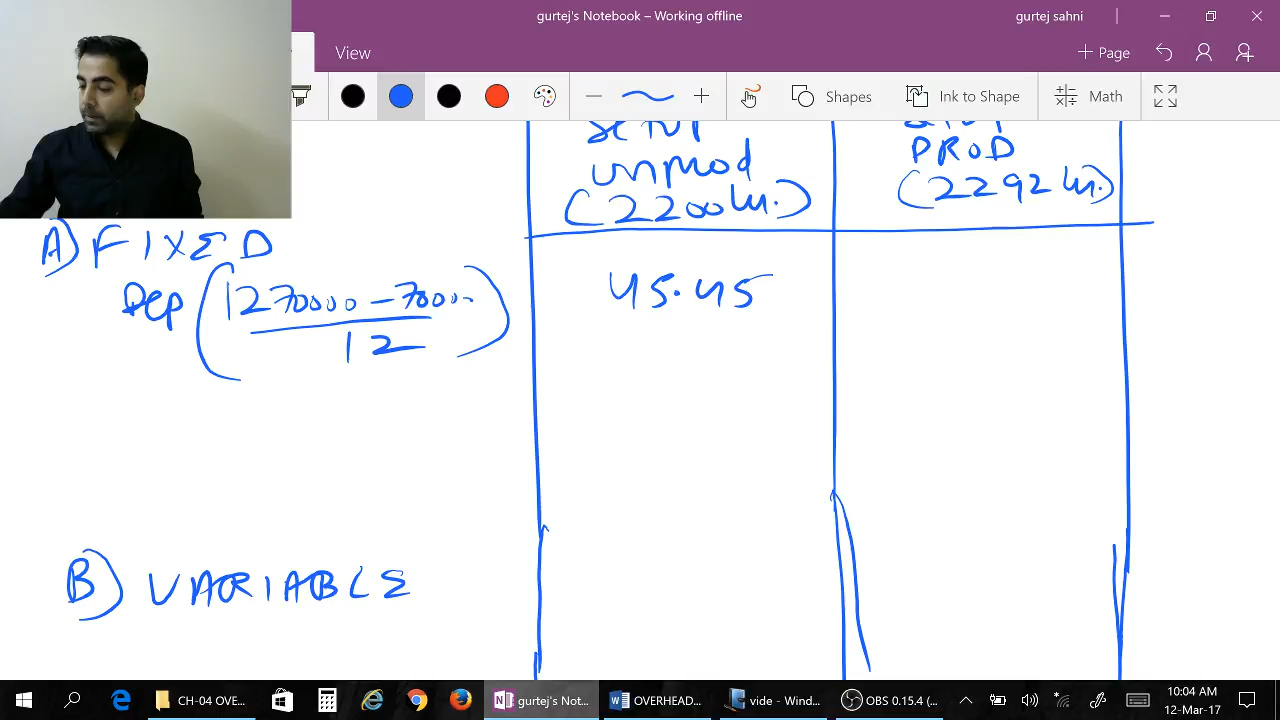 gurtej's Notebook – Working offline
gurtej sahni
View
Page
Shapes
Ink to Shape
Math
SETUP
UNPROD
(2200 hr.)
PROD
(2292 hr.)
A) FIXED
Dep (1270000 – 70000
12)
45.45
B) VARIABLE
CH-04 OVE...
gurtej's Not...
OVERHEAD...
vide - Wind...
OBS 0.15.4 (...
10:04 AM
12-Mar-17